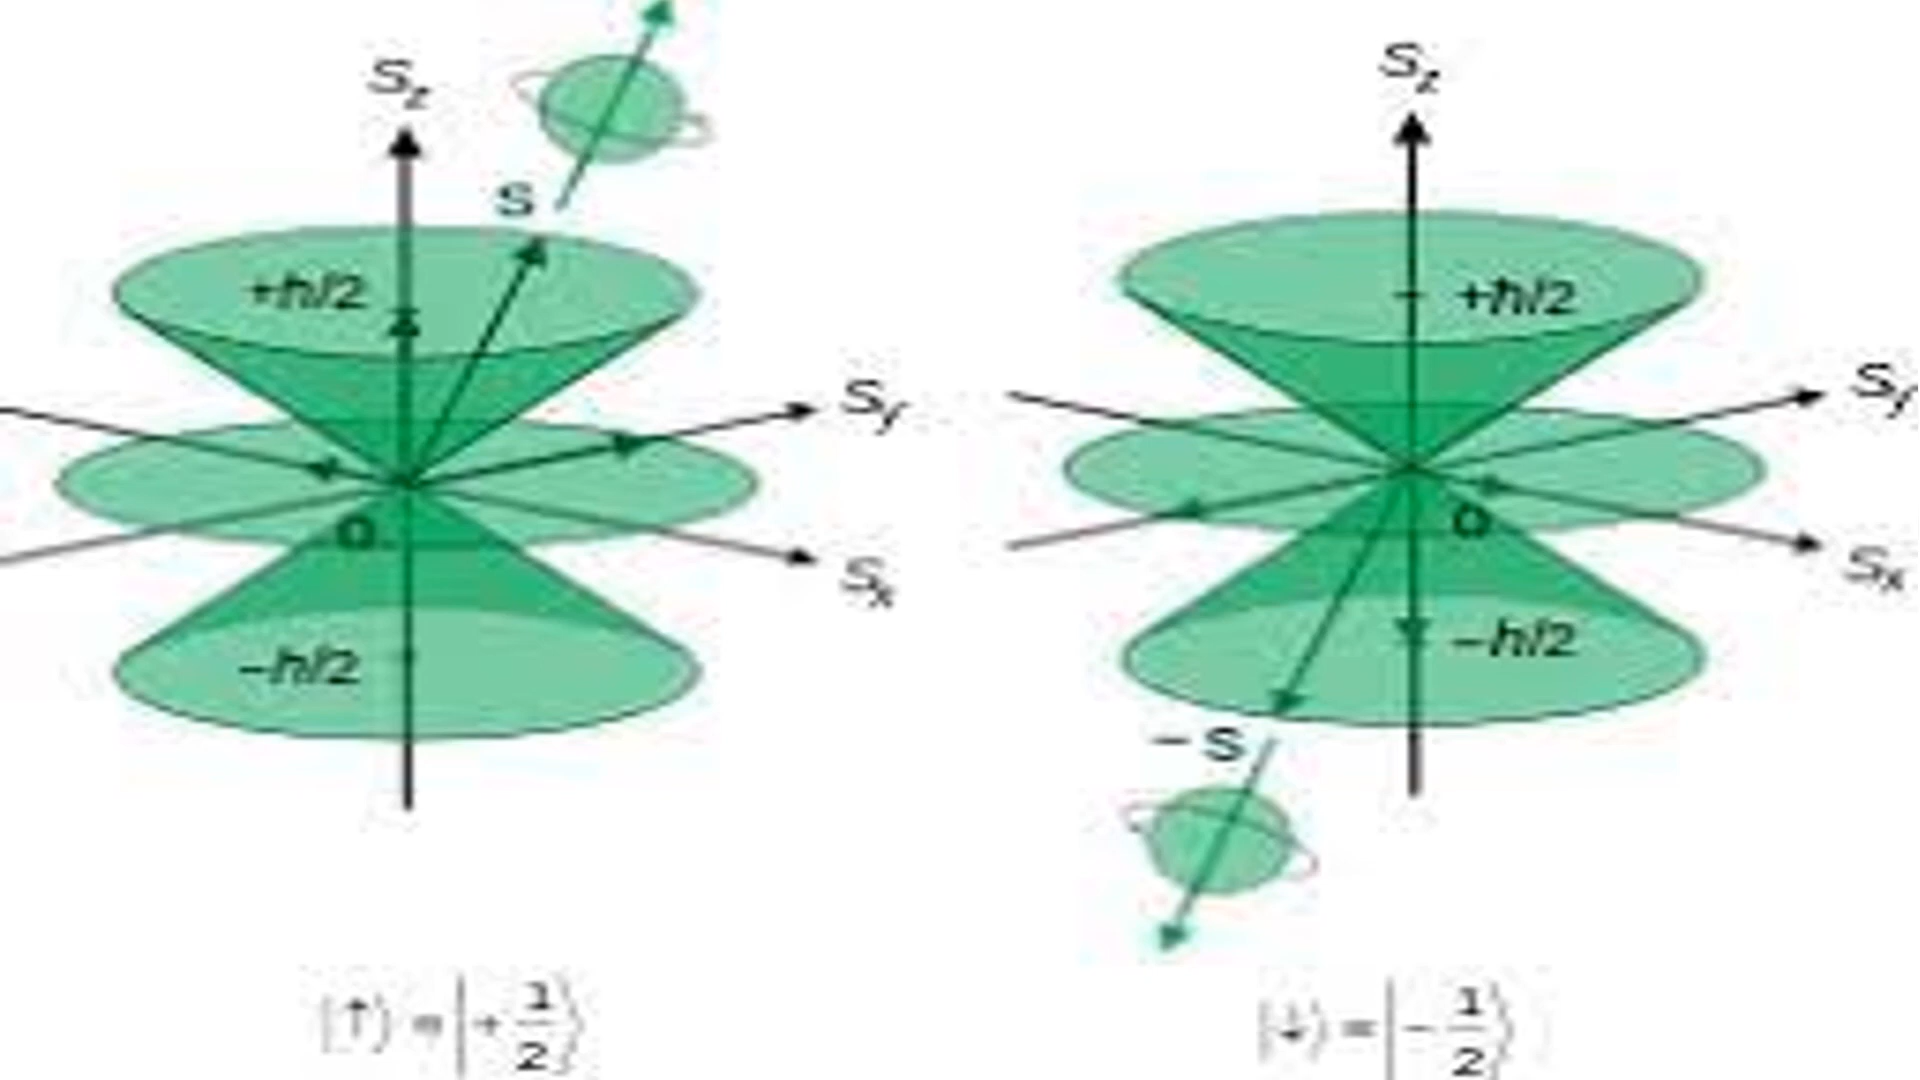 S_z
S
+ħ/2
S_y
O
S_x
−ħ/2
|↑⟩ = |+ 1/2⟩
S_z
+ħ/2
S_y
O
S_x
−ħ/2
−S
|↓⟩ = |− 1/2⟩